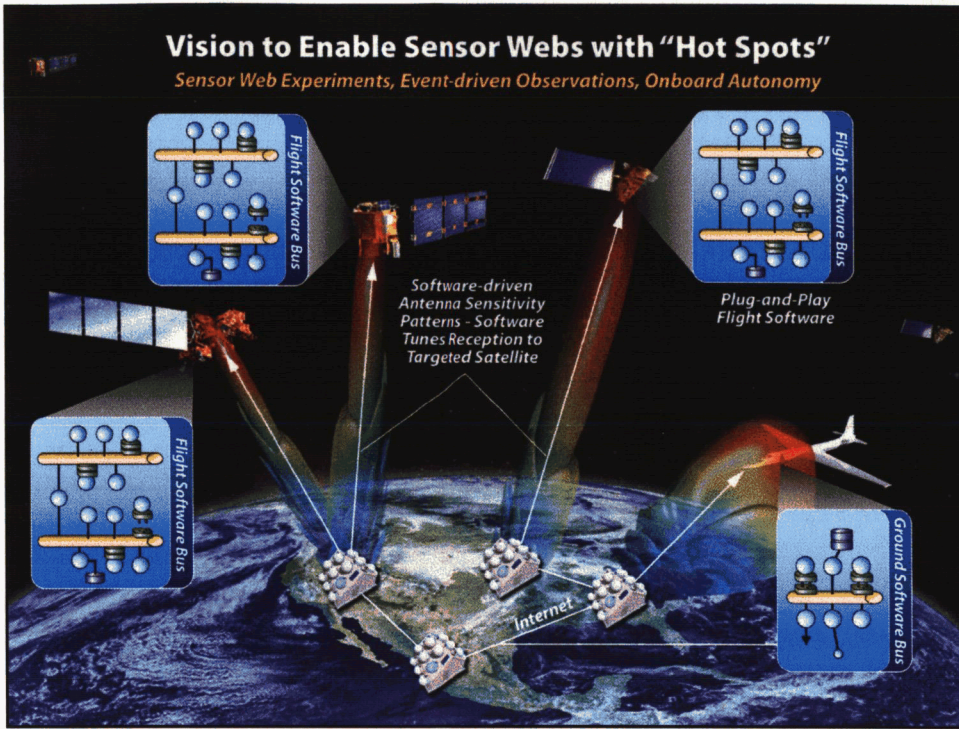 Vision to Enable Sensor Webs with “Hot Spots”
Sensor Web Experiments, Event-driven Observations, Onboard Autonomy
Flight Software Bus
Flight Software Bus
Software-driven
Antenna Sensitivity
Patterns - Software
Tunes Reception to
Targeted Satellite
Plug-and-Play
Flight Software
Flight Software Bus
Ground Software Bus
Internet